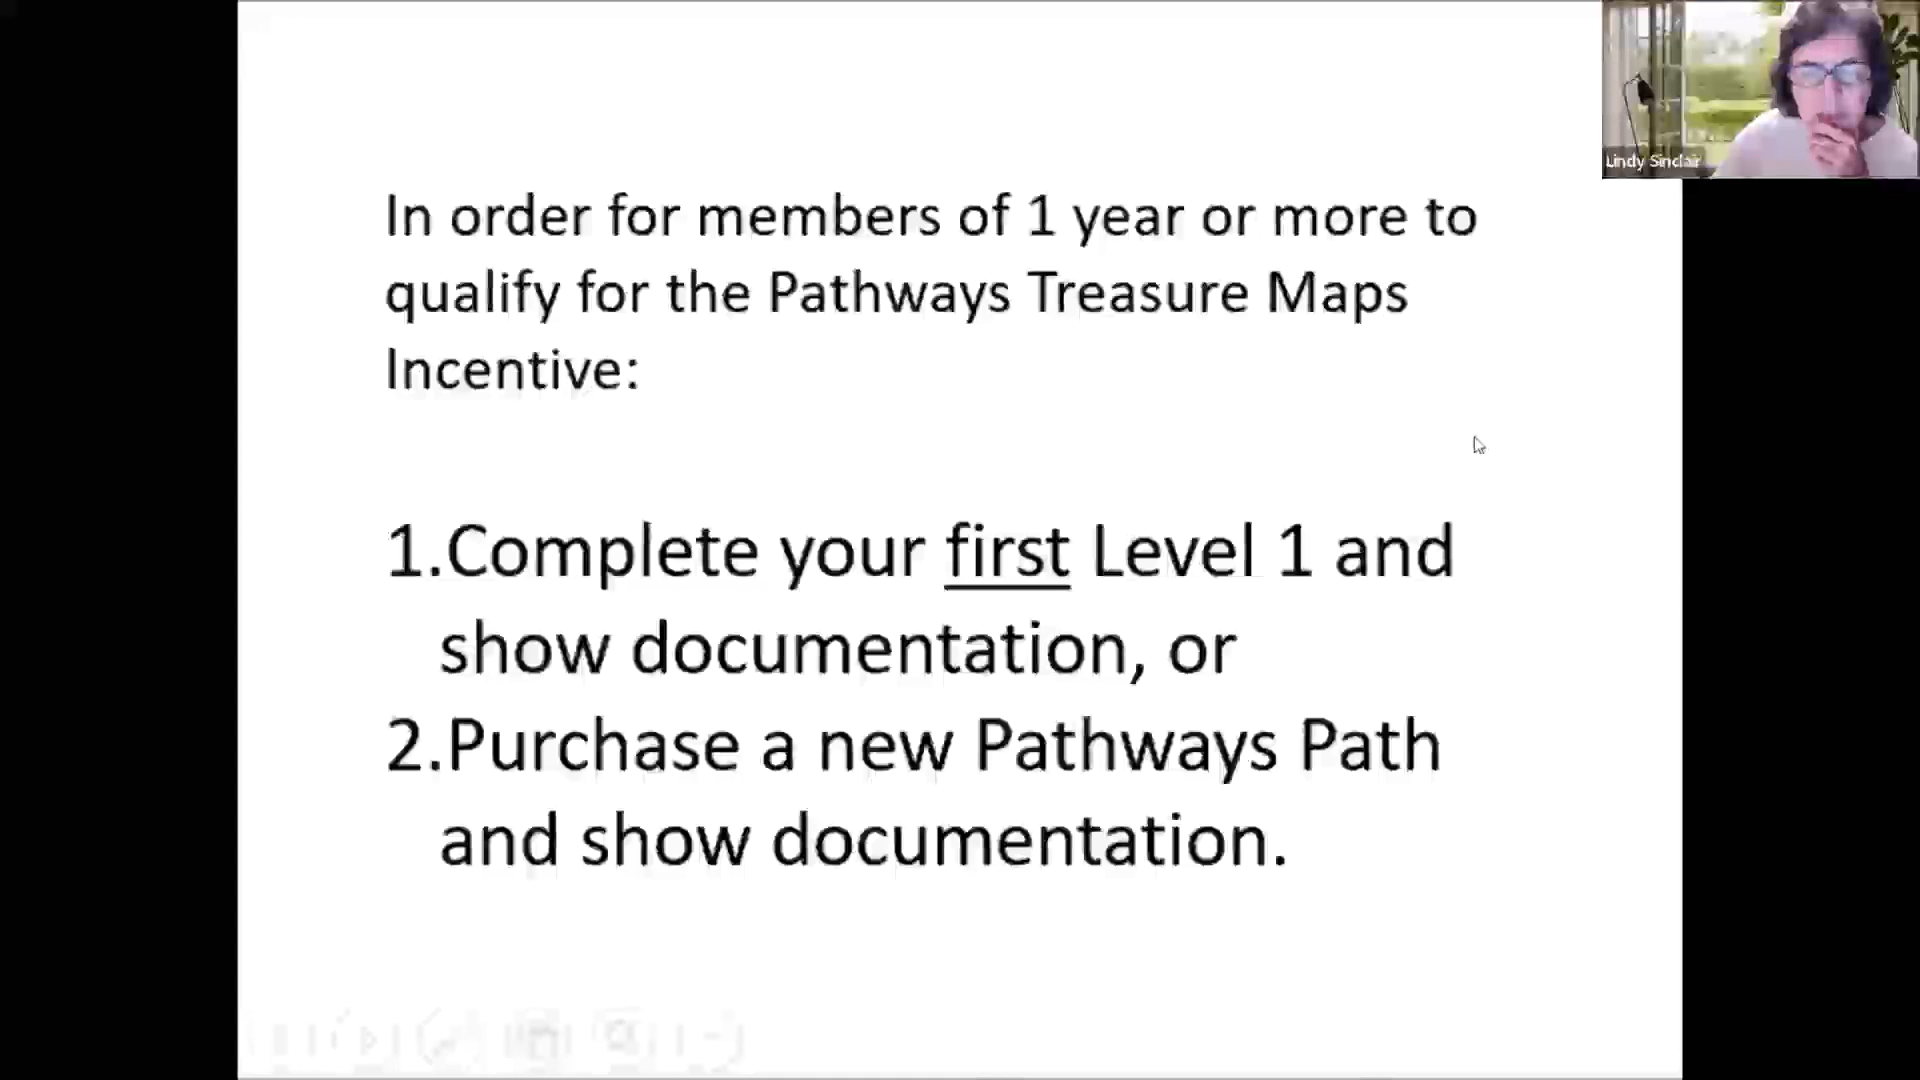 Lindy Sinclair
In order for members of 1 year or more to
qualify for the Pathways Treasure Maps
Incentive:
1.Complete your first Level 1 and
show documentation, or
2.Purchase a new Pathways Path
and show documentation.